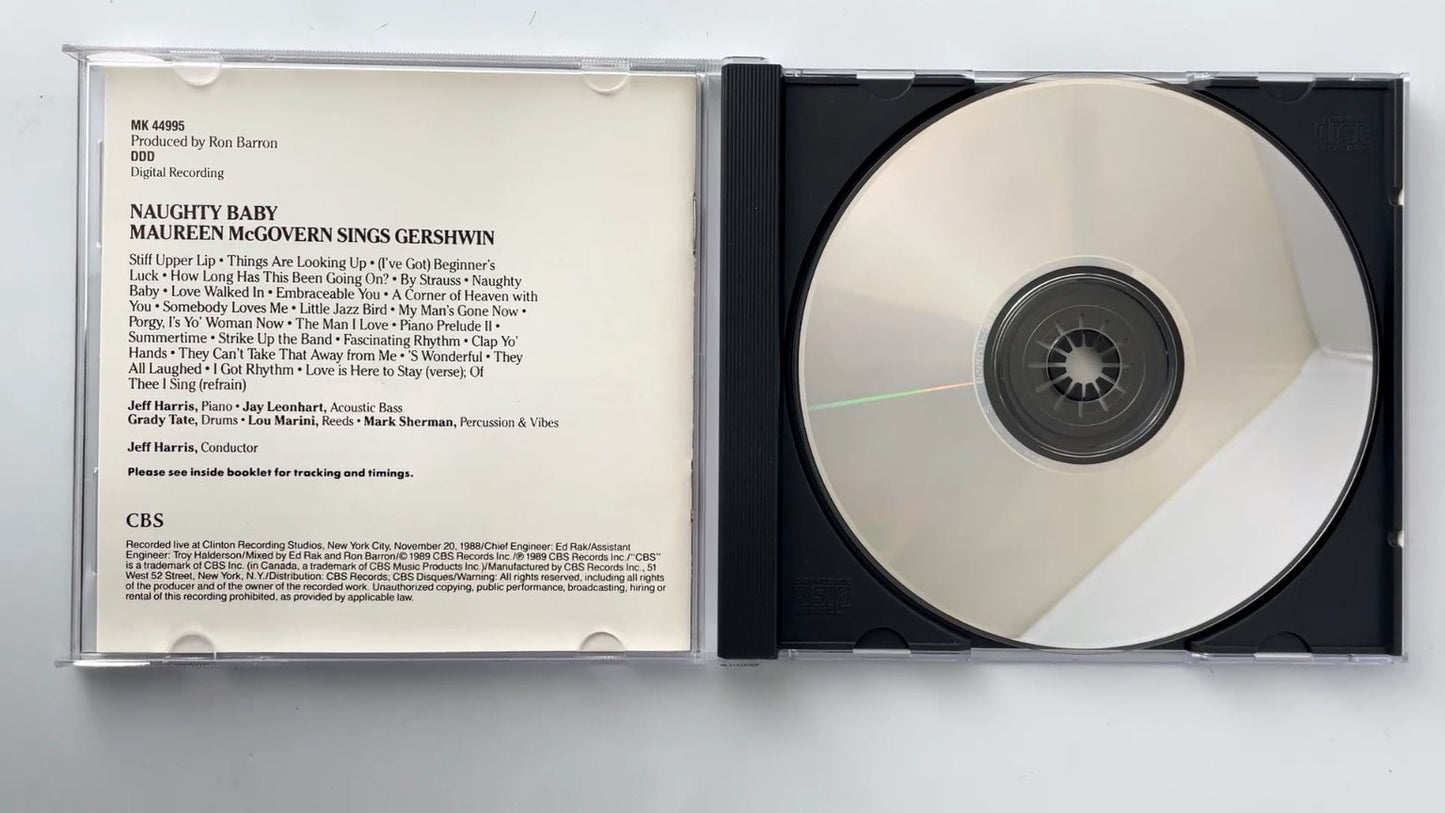 MK 44995
Produced by Ron Barron
DDD
Digital Recording
NAUGHTY BABY
MAUREEN McGOVERN SINGS GERSHWIN
Stiff Upper Lip • Things Are Looking Up • (I've Got) Beginner's
Luck • How Long Has This Been Going On? • By Strauss • Naughty
Baby • Love Walked In • Embraceable You • A Corner of Heaven with
You • Somebody Loves Me • Little Jazz Bird • My Man's Gone Now •
Porgy, I's Yo' Woman Now • The Man I Love • Piano Prelude II •
Summertime • Strike Up the Band • Fascinating Rhythm • Clap Yo'
Hands • They Can't Take That Away from Me • 'S Wonderful • They
All Laughed • I Got Rhythm • Love is Here to Stay (verse); Of
Thee I Sing (refrain)
Jeff Harris, Piano • Jay Leonhart, Acoustic Bass
Grady Tate, Drums • Lou Marini, Reeds • Mark Sherman, Percussion & Vibes
Jeff Harris, Conductor
Please see inside booklet for tracking and timings.
CBS
Recorded live at Clinton Recording Studios, New York City, November 20, 1988/Chief Engineer: Ed Rak/Assistant
Engineer: Troy Halderson/Mixed by Ed Rak and Ron Barron/© 1989 CBS Records Inc./℗ 1989 CBS Records Inc./"CBS"
is a trademark of CBS Inc. (in Canada, a trademark of CBS Music Products Inc.)/Manufactured by CBS Records Inc., 51
West 52 Street, New York, N.Y./Distribution: CBS Records; CBS Disques/Warning: All rights reserved, including all rights
of the producer and of the owner of the recorded work. Unauthorized copying, public performance, broadcasting, hiring or
rental of this recording prohibited, as provided by applicable law.
disc
disc